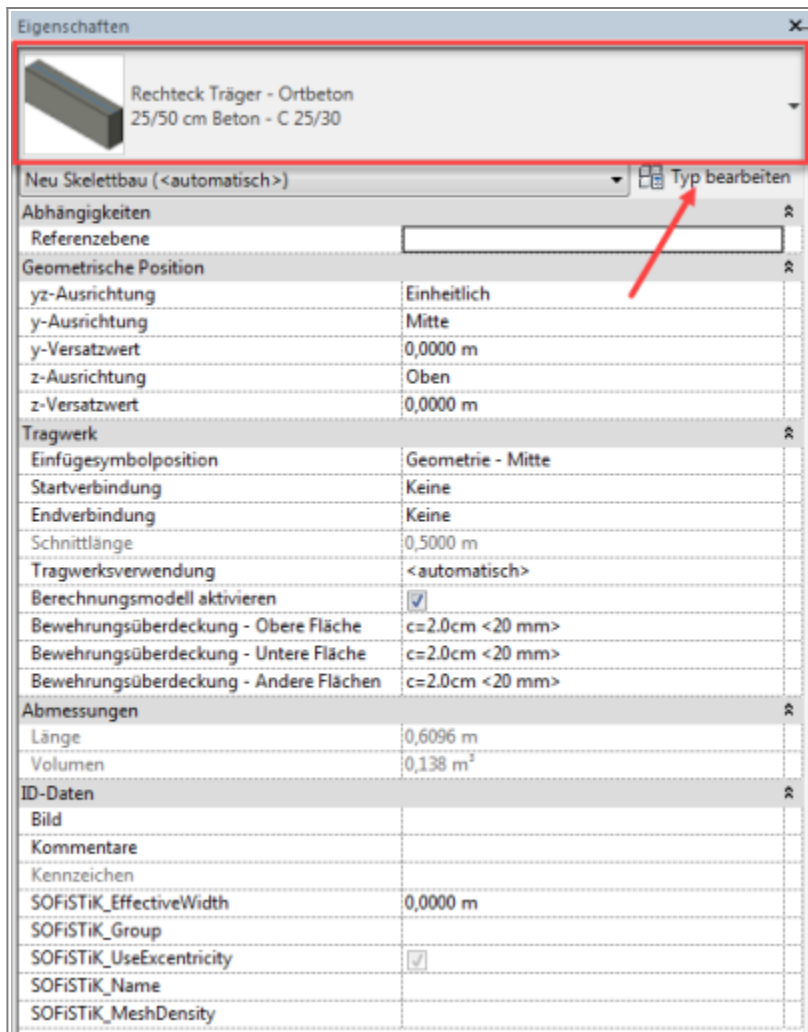 Eigenschaften
Rechteck Träger - Ortbeton
25/50 cm Beton - C 25/30
Neu Skelettbau (<automatisch>) Typ bearbeiten
Abhängigkeiten
Referenzebene
Geometrische Position
yz-Ausrichtung Einheitlich
y-Ausrichtung Mitte
y-Versatzwert 0,0000 m
z-Ausrichtung Oben
z-Versatzwert 0,0000 m
Tragwerk
Einfügesymbolposition Geometrie - Mitte
Startverbindung Keine
Endverbindung Keine
Schnittlänge 0,5000 m
Tragwerksverwendung <automatisch>
Berechnungsmodell aktivieren
Bewehrungsüberdeckung - Obere Fläche c=2.0cm <20 mm>
Bewehrungsüberdeckung - Untere Fläche c=2.0cm <20 mm>
Bewehrungsüberdeckung - Andere Flächen c=2.0cm <20 mm>
Abmessungen
Länge 0,6096 m
Volumen 0,138 m³
ID-Daten
Bild
Kommentare
Kennzeichen
SOFiSTiK_EffectiveWidth 0,0000 m
SOFiSTiK_Group
SOFiSTiK_UseExcentricity
SOFiSTiK_Name
SOFiSTiK_MeshDensity